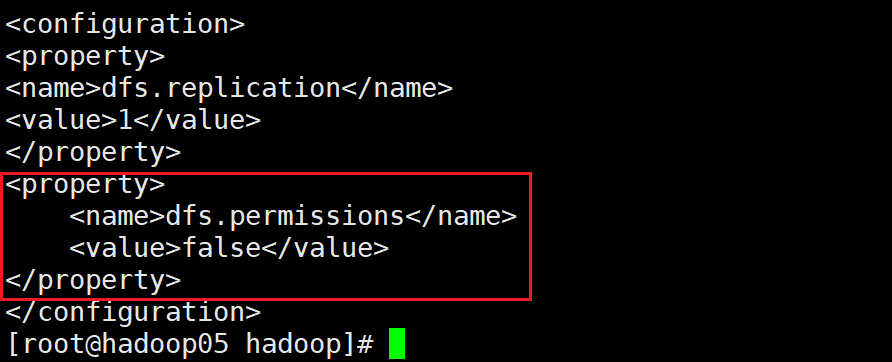 <configuration>
<property>
<name>dfs.replication</name>
<value>1</value>
</property>
<property>
    <name>dfs.permissions</name>
    <value>false</value>
</property>
</configuration>
[root@hadoop05 hadoop]#